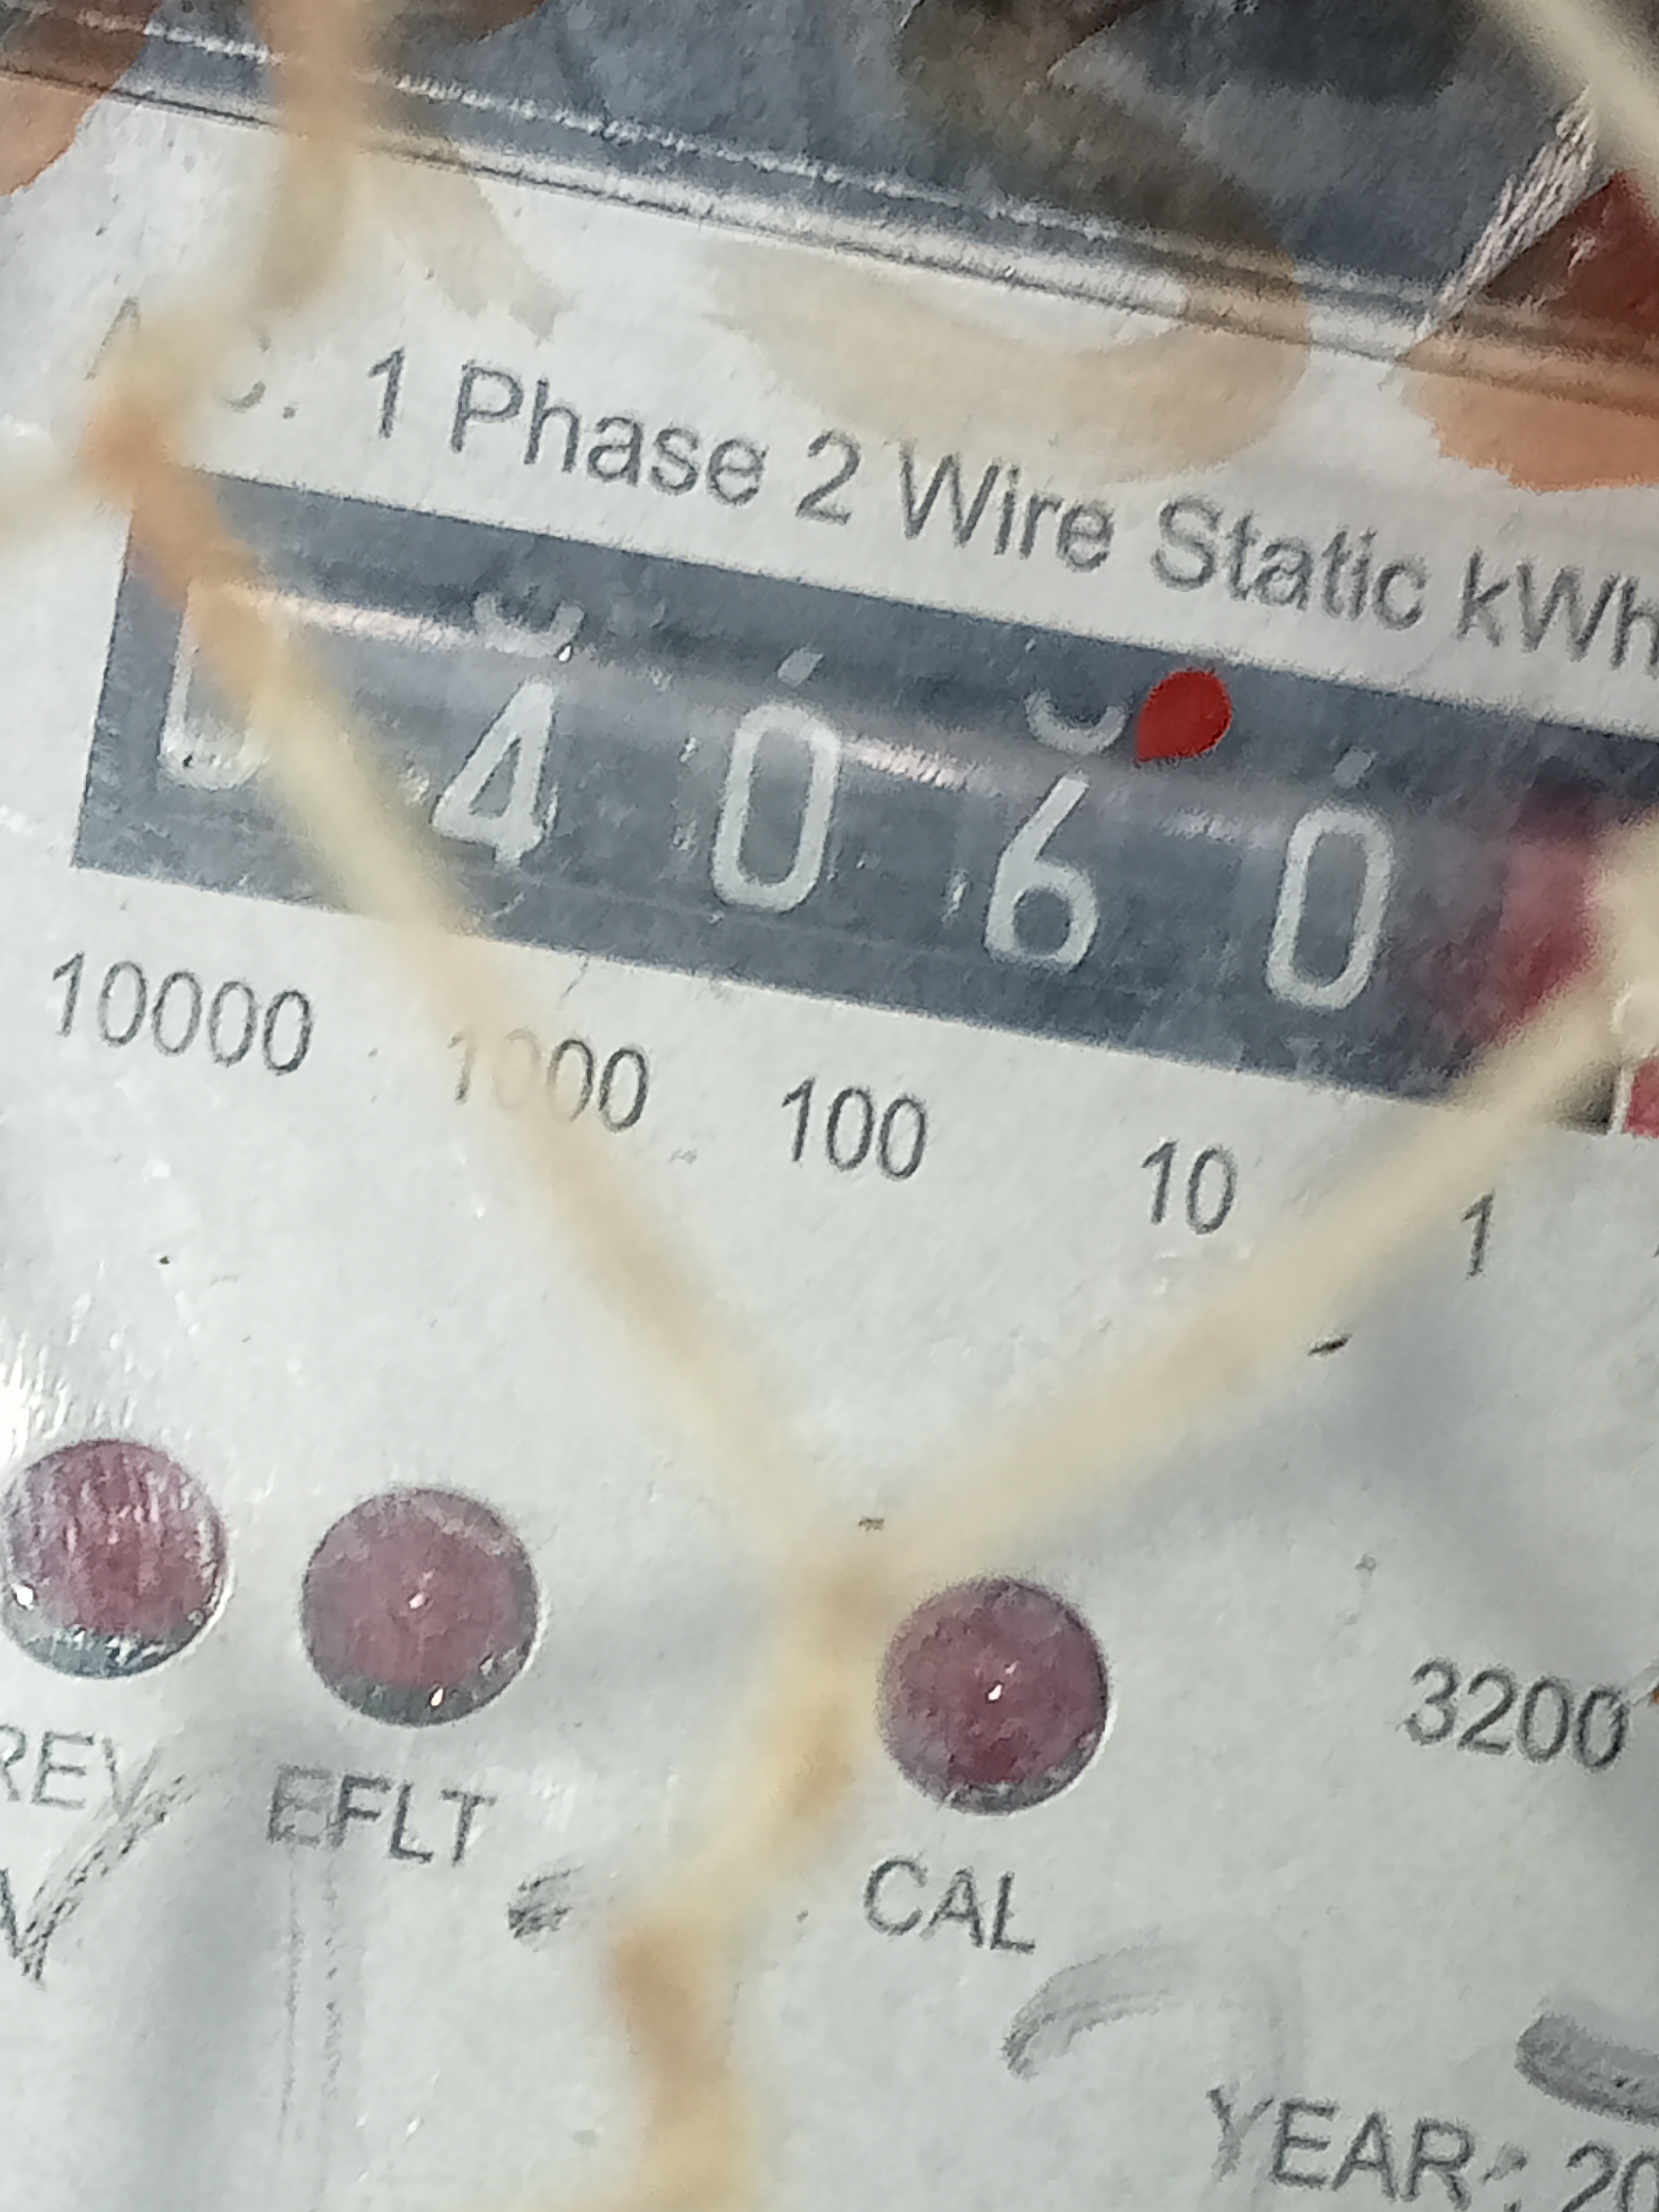 1 Phase 2 Wire Static kWh
4 0 6 0
10000 1000 100 10 1
3200
REV EFLT CAL
YEAR: 20